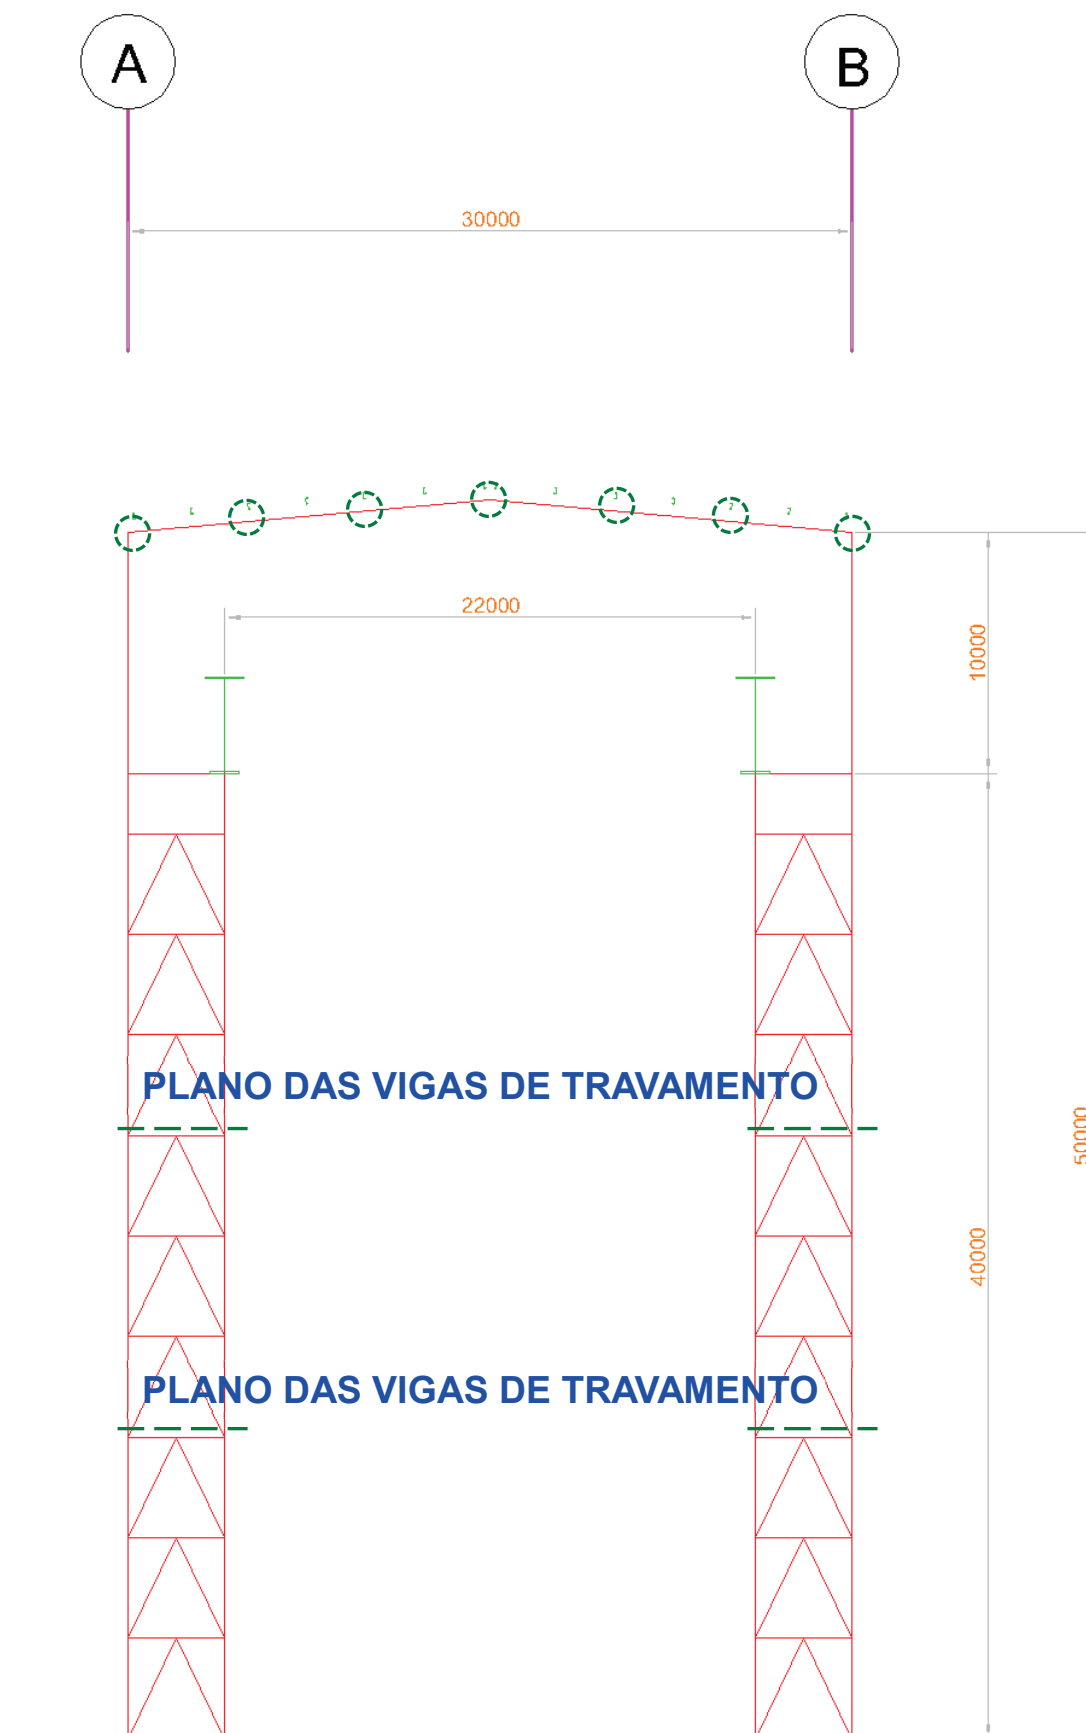 A
B
30000
22000
10000
PLANO DAS VIGAS DE TRAVAMENTO
50000
40000
PLANO DAS VIGAS DE TRAVAMENTO